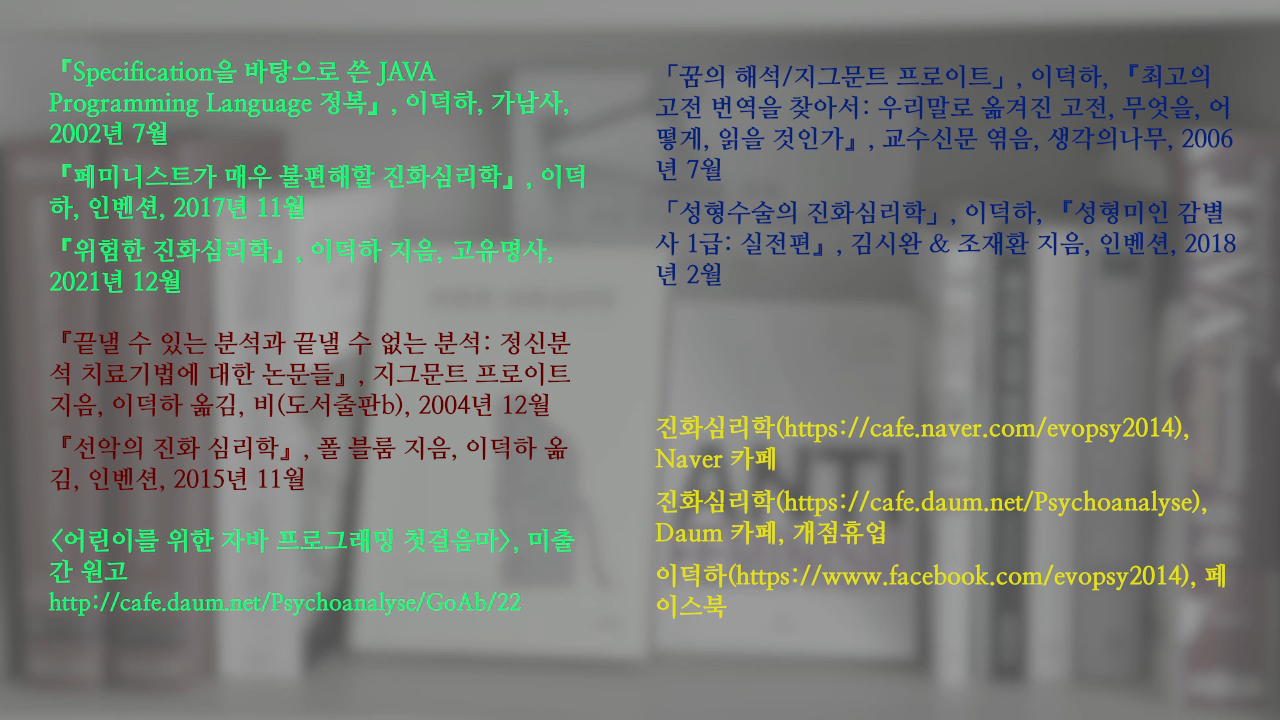 『Specification을 바탕으로 쓴 JAVA
Programming Language 정복』, 이덕하, 가남사,
2002년 7월
『페미니스트가 매우 불편해할 진화심리학』, 이덕
하, 인벤션, 2017년 11월
『위험한 진화심리학』, 이덕하 지음, 고유명사,
2021년 12월
『끝낼 수 있는 분석과 끝낼 수 없는 분석: 정신분
석 치료기법에 대한 논문들』, 지그문트 프로이트
지음, 이덕하 옮김, 비(도서출판b), 2004년 12월
『선악의 진화 심리학』, 폴 블룸 지음, 이덕하 옮
김, 인벤션, 2015년 11월
<어린이를 위한 자바 프로그래밍 첫걸음마>, 미출
간 원고
http://cafe.daum.net/Psychoanalyse/GoAb/22
「꿈의 해석/지그문트 프로이트」, 이덕하, 『최고의
고전 번역을 찾아서: 우리말로 옮겨진 고전, 무엇을, 어
떻게, 읽을 것인가』, 교수신문 엮음, 생각의나무, 2006
년 7월
「성형수술의 진화심리학」, 이덕하, 『성형미인 감별
사 1급: 실전편』, 김시완 & 조재환 지음, 인벤션, 2018
년 2월
진화심리학(https://cafe.naver.com/evopsy2014),
Naver 카페
진화심리학(https://cafe.daum.net/Psychoanalyse),
Daum 카페, 개점휴업
이덕하(https://www.facebook.com/evopsy2014), 페
이스북